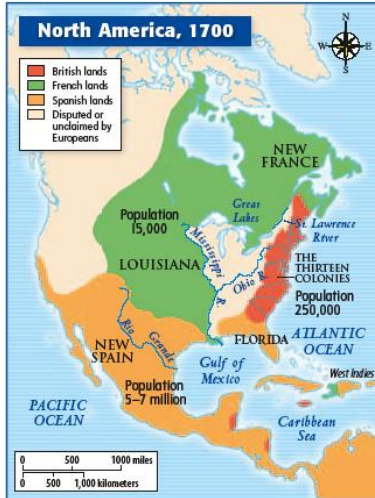 North America, 1700
N
W
E
S
British lands
French lands
Spanish lands
Disputed or
unclaimed by
Europeans
NEW
FRANCE
Great
Lakes
St. Lawrence
River
Population
15,000
Mississippi
R.
Ohio R.
LOUISIANA
THE
THIRTEEN
COLONIES
Population
250,000
Rio
Grande
NEW
SPAIN
FLORIDA
ATLANTIC
OCEAN
Gulf of
Mexico
West Indies
Population
5–7 million
PACIFIC
OCEAN
Caribbean
Sea
0 500 1000 miles
0 500 1,000 kilometers